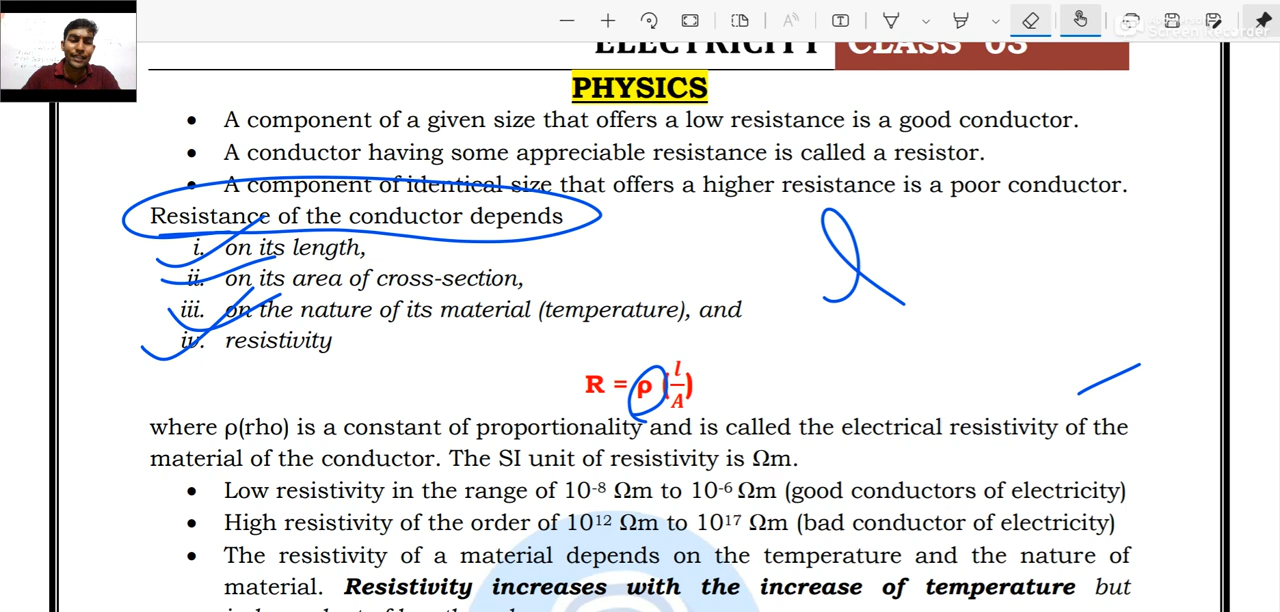 Screen Recorder
ELECTRICITY CLASS 03
PHYSICS
• A component of a given size that offers a low resistance is a good conductor.
• A conductor having some appreciable resistance is called a resistor.
• A component of identical size that offers a higher resistance is a poor conductor.
Resistance of the conductor depends
i. on its length,
ii. on its area of cross-section,
iii. on the nature of its material (temperature), and
iv. resistivity
R = ρ (l/A)
where ρ(rho) is a constant of proportionality and is called the electrical resistivity of the
material of the conductor. The SI unit of resistivity is Ωm.
• Low resistivity in the range of 10⁻⁸ Ωm to 10⁻⁶ Ωm (good conductors of electricity)
• High resistivity of the order of 10¹² Ωm to 10¹⁷ Ωm (bad conductor of electricity)
• The resistivity of a material depends on the temperature and the nature of
material. Resistivity increases with the increase of temperature but